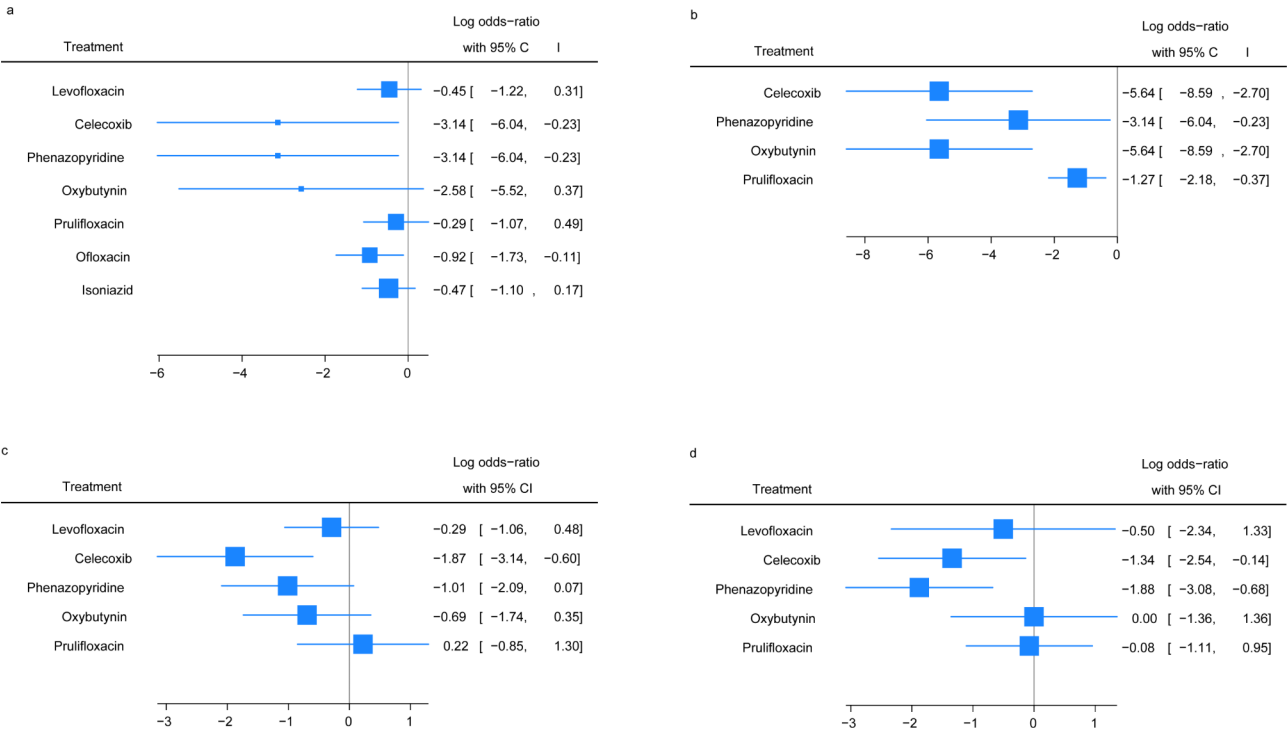 a
Log odds−ratio
Treatment with 95% C I
Levofloxacin −0.45 [ −1.22, 0.31]
Celecoxib −3.14 [ −6.04, −0.23]
Phenazopyridine −3.14 [ −6.04, −0.23]
Oxybutynin −2.58 [ −5.52, 0.37]
Prulifloxacin −0.29 [ −1.07, 0.49]
Ofloxacin −0.92 [ −1.73, −0.11]
Isoniazid −0.47 [ −1.10 , 0.17]
−6 −4 −2 0
b
Log odds−ratio
Treatment with 95% C I
Celecoxib −5.64 [ −8.59 , −2.70]
Phenazopyridine −3.14 [ −6.04, −0.23]
Oxybutynin −5.64 [ −8.59 , −2.70]
Prulifloxacin −1.27 [ −2.18, −0.37]
−8 −6 −4 −2 0
c
Log odds−ratio
Treatment with 95% CI
Levofloxacin −0.29 [ −1.06, 0.48]
Celecoxib −1.87 [ −3.14, −0.60]
Phenazopyridine −1.01 [ −2.09, 0.07]
Oxybutynin −0.69 [ −1.74, 0.35]
Prulifloxacin 0.22 [ −0.85, 1.30]
−3 −2 −1 0 1
d
Log odds−ratio
Treatment with 95% CI
Levofloxacin −0.50 [ −2.34, 1.33]
Celecoxib −1.34 [ −2.54, −0.14]
Phenazopyridine −1.88 [ −3.08, −0.68]
Oxybutynin 0.00 [ −1.36, 1.36]
Prulifloxacin −0.08 [ −1.11, 0.95]
−3 −2 −1 0 1